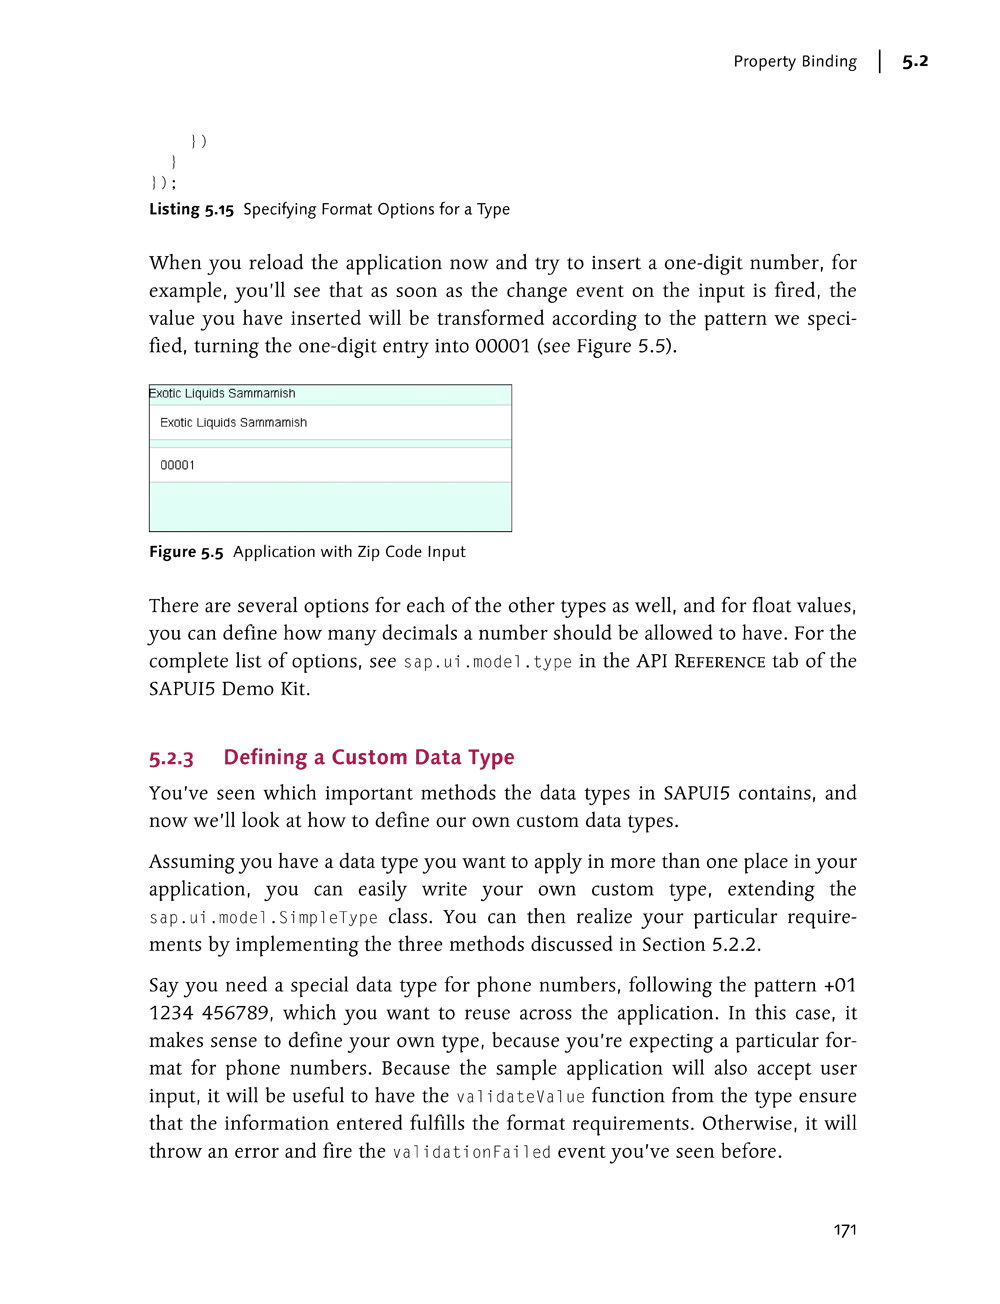 Property Binding | 5.2
})
}
});
Listing 5.15 Specifying Format Options for a Type
When you reload the application now and try to insert a one-digit number, for
example, you'll see that as soon as the change event on the input is fired, the
value you have inserted will be transformed according to the pattern we speci-
fied, turning the one-digit entry into 00001 (see Figure 5.5).
Exotic Liquids Sammamish
Exotic Liquids Sammamish
00001
Figure 5.5 Application with Zip Code Input
There are several options for each of the other types as well, and for float values,
you can define how many decimals a number should be allowed to have. For the
complete list of options, see sap.ui.model.type in the API REFERENCE tab of the
SAPUI5 Demo Kit.
5.2.3 Defining a Custom Data Type
You've seen which important methods the data types in SAPUI5 contains, and
now we'll look at how to define our own custom data types.
Assuming you have a data type you want to apply in more than one place in your
application, you can easily write your own custom type, extending the
sap.ui.model.SimpleType class. You can then realize your particular require-
ments by implementing the three methods discussed in Section 5.2.2.
Say you need a special data type for phone numbers, following the pattern +01
1234 456789, which you want to reuse across the application. In this case, it
makes sense to define your own type, because you're expecting a particular for-
mat for phone numbers. Because the sample application will also accept user
input, it will be useful to have the validateValue function from the type ensure
that the information entered fulfills the format requirements. Otherwise, it will
throw an error and fire the validationFailed event you've seen before.
171